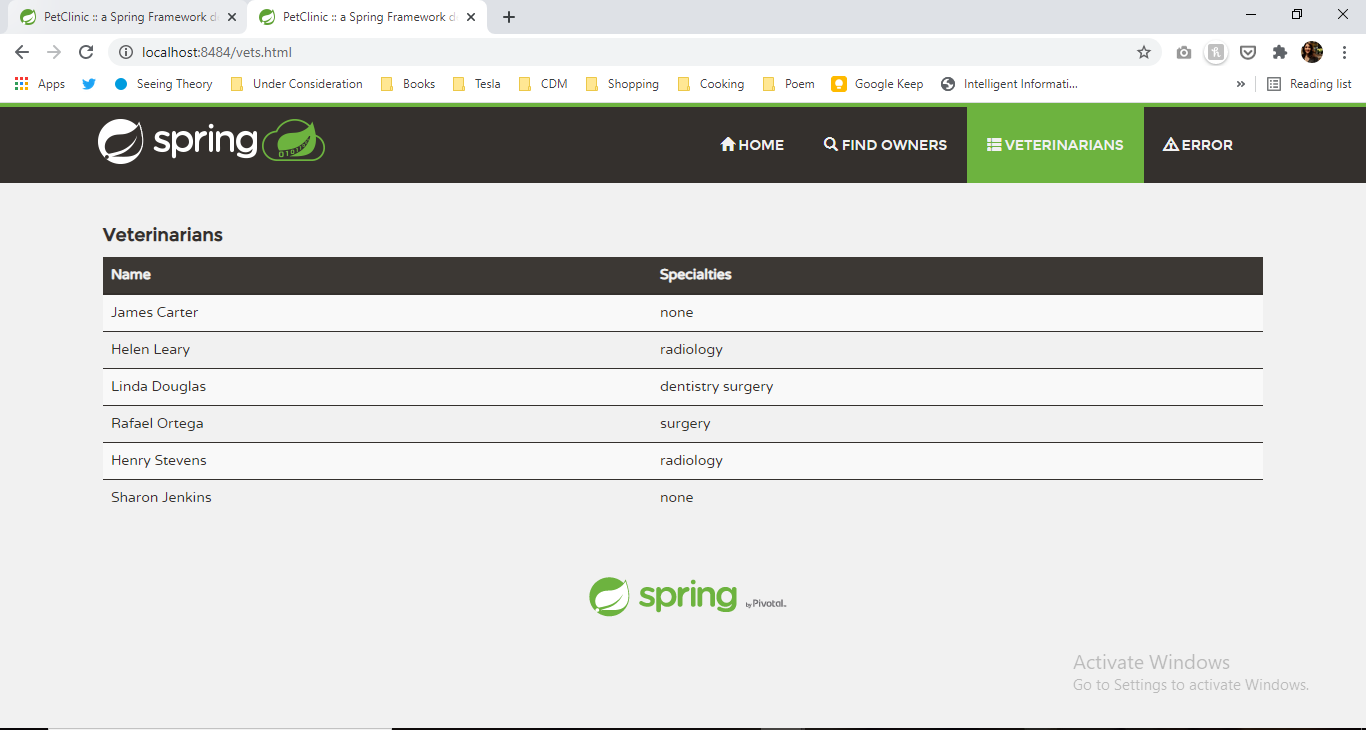 PetClinic :: a Spring Framework d PetClinic :: a Spring Framework d
localhost:8484/vets.html
Apps Seeing Theory Under Consideration Books Tesla CDM Shopping Cooking Poem Google Keep Intelligent Informati... » Reading list
spring HOME FIND OWNERS VETERINARIANS ERROR
Veterinarians
Name Specialties
James Carter none
Helen Leary radiology
Linda Douglas dentistry surgery
Rafael Ortega surgery
Henry Stevens radiology
Sharon Jenkins none
spring by Pivotal
Activate Windows
Go to Settings to activate Windows.